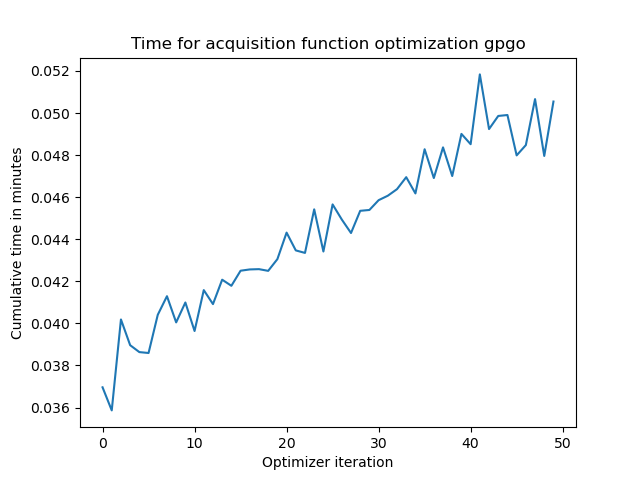 Time for acquisition function optimization gpgo
0.052
0.050
0.048
0.046
0.044
0.042
0.040
0.038
0.036
Cumulative time in minutes
0 10 20 30 40 50
Optimizer iteration